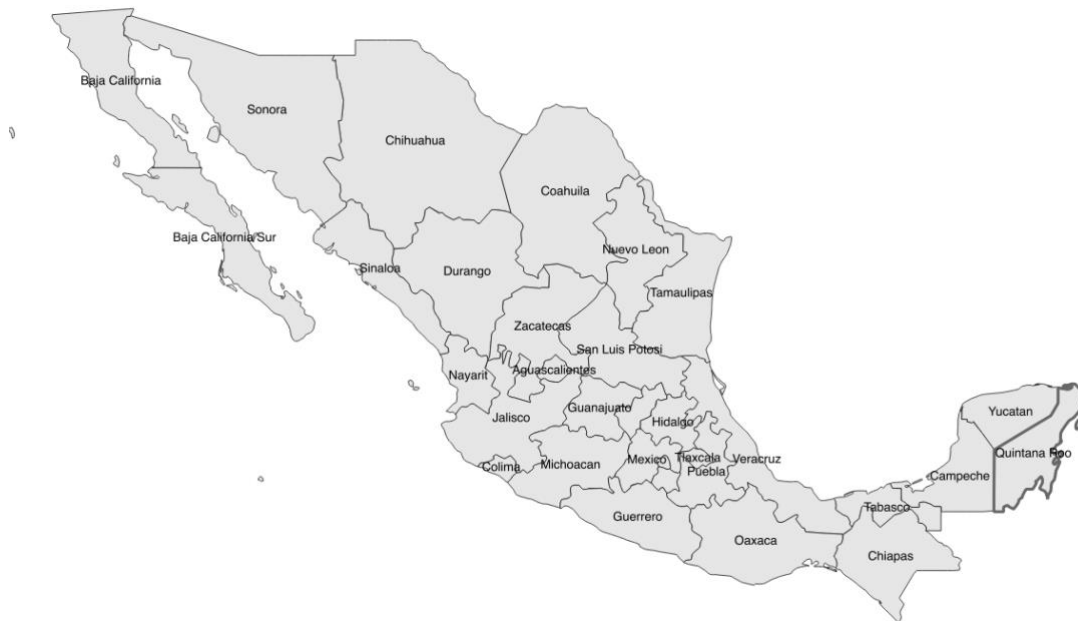 Baja California
Sonora
Chihuahua
Coahuila
Baja California Sur
Nuevo Leon
Sinaloa
Durango
Tamaulipas
Zacatecas
San Luis Potosi
Nayarit
Aguascalientes
Jalisco
Guanajuato
Hidalgo
Yucatan
Quintana Roo
Colima
Michoacan
Mexico
Tlaxcala
Veracruz
Puebla
Campeche
Tabasco
Guerrero
Oaxaca
Chiapas